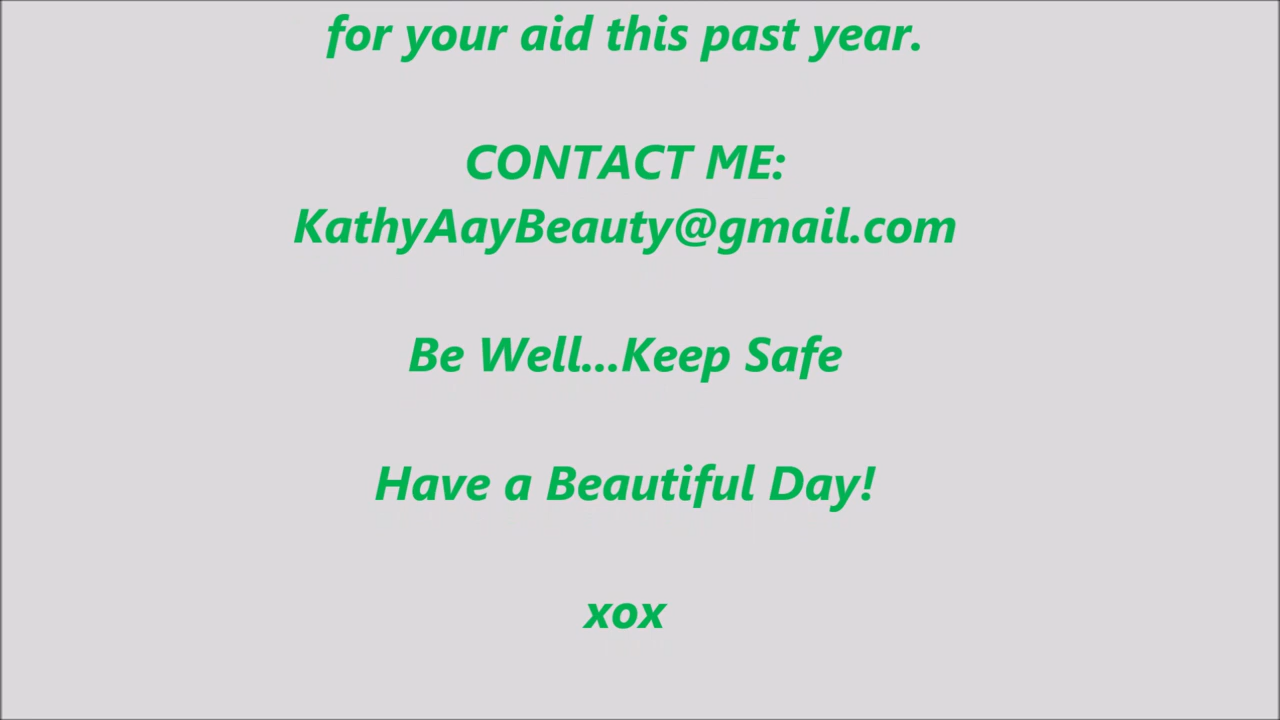 for your aid this past year.
CONTACT ME:
KathyAayBeauty@gmail.com
Be Well...Keep Safe
Have a Beautiful Day!
xox